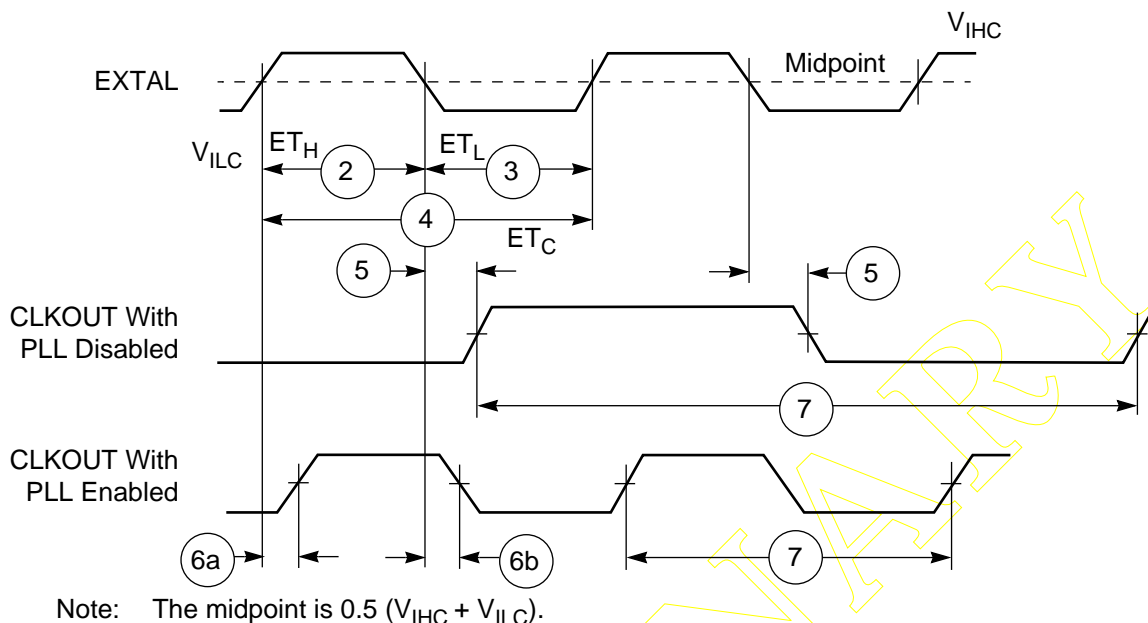 V_IHC
EXTAL
Midpoint
V_ILC
ET_H
ET_L
2
3
4
ET_C
5
5
CLKOUT With
PLL Disabled
7
CLKOUT With
PLL Enabled
6a
6b
7
Note: The midpoint is 0.5 (V_IHC + V_ILC).
NARY